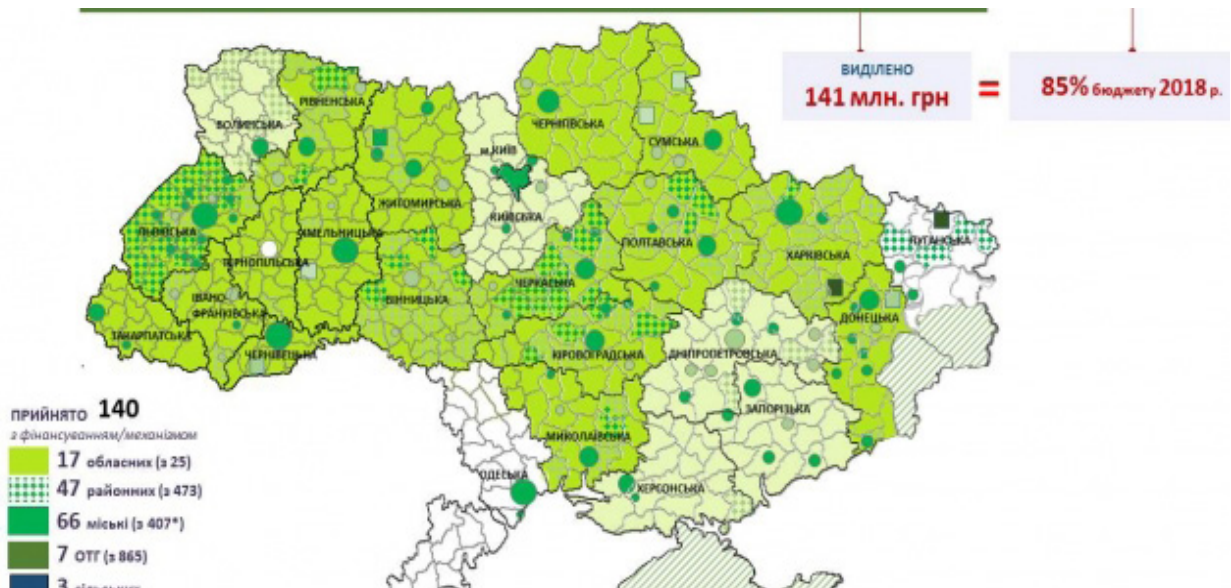 ВИДІЛЕНО
141 млн. грн
=
85% бюджету 2018 р.
РІВНЕНСЬКА
ВОЛИНСЬКА
ЧЕРНІГІВСЬКА
СУМСЬКА
м.КИЇВ
ЖИТОМИРСЬКА
КИЇВСЬКА
ЛЬВІВСЬКА
ХМЕЛЬНИЦЬКА
ТЕРНОПІЛЬСЬКА
ПОЛТАВСЬКА
ХАРКІВСЬКА
ЛУГАНСЬКА
ІВАНО
ФРАНКІВСЬКА
ВІННИЦЬКА
ЧЕРКАСЬКА
ДОНЕЦЬКА
ЗАКАРПАТСЬКА
ЧЕРНІВЕЦЬКА
КІРОВОГРАДСЬКА
ДНІПРОПЕТРОВСЬКА
ЗАПОРІЗЬКА
МИКОЛАЇВСЬКА
ОДЕСЬКА
ХЕРСОНСЬКА
ПРИЙНЯТО 140
з фінансуванням/механізмом
17 обласних (з 25)
47 районних (з 473)
66 міські (з 407*)
7 ОТГ (з 865)
3